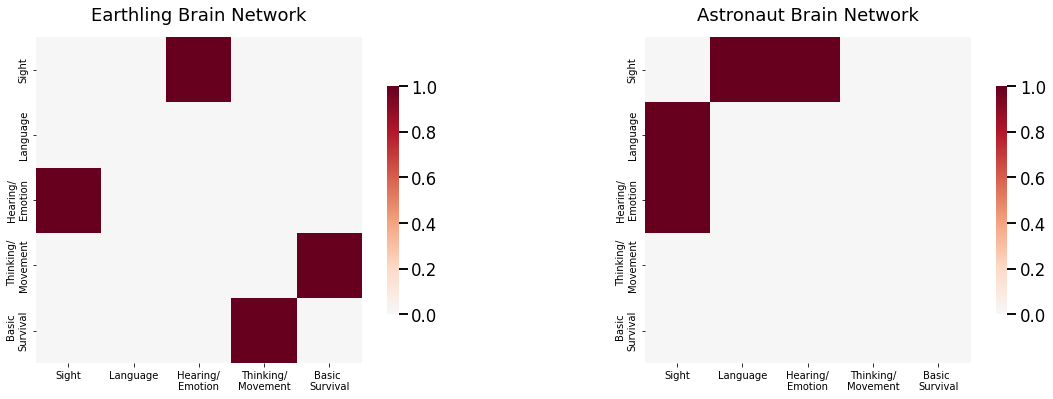 Earthling Brain Network
Sight
Language
Hearing/
Emotion
Thinking/
Movement
Basic
Survival
Sight
Language
Hearing/
Emotion
Thinking/
Movement
Basic
Survival
1.0
0.8
0.6
0.4
0.2
0.0
Astronaut Brain Network
Sight
Language
Hearing/
Emotion
Thinking/
Movement
Basic
Survival
Sight
Language
Hearing/
Emotion
Thinking/
Movement
Basic
Survival
1.0
0.8
0.6
0.4
0.2
0.0